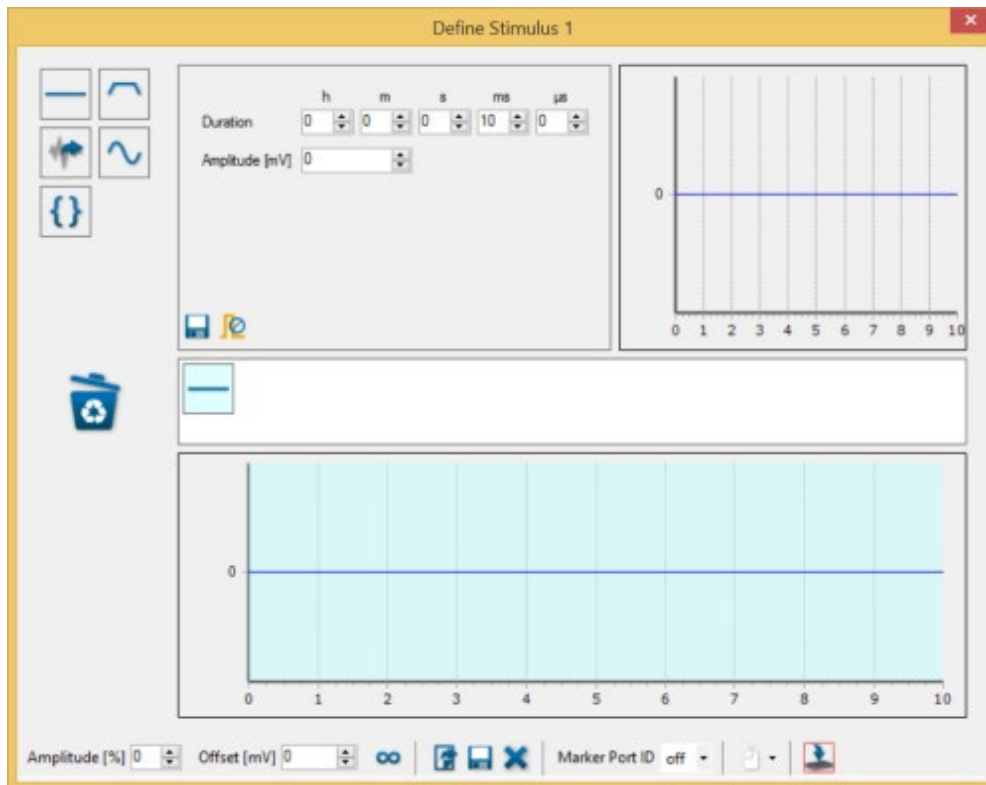 Define Stimulus 1
h m s ms µs
Duration 0 0 0 10 0
Amplitude [mV] 0
0
0 1 2 3 4 5 6 7 8 9 10
{}
0
0 1 2 3 4 5 6 7 8 9 10
Amplitude [%] 0 Offset [mV] 0 Marker Port ID off